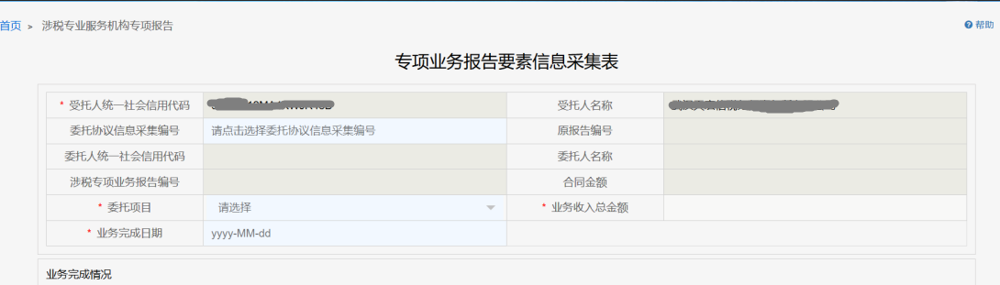 首页 > 涉税专业服务机构专项报告
帮助
专项业务报告要素信息采集表
* 受托人统一社会信用代码 受托人名称
委托协议信息采集编号 请点击选择委托协议信息采集编号 原报告编号
委托人统一社会信用代码 委托人名称
涉税专项业务报告编号 合同金额
* 委托项目 请选择 * 业务收入总金额
* 业务完成日期 yyyy-MM-dd
业务完成情况